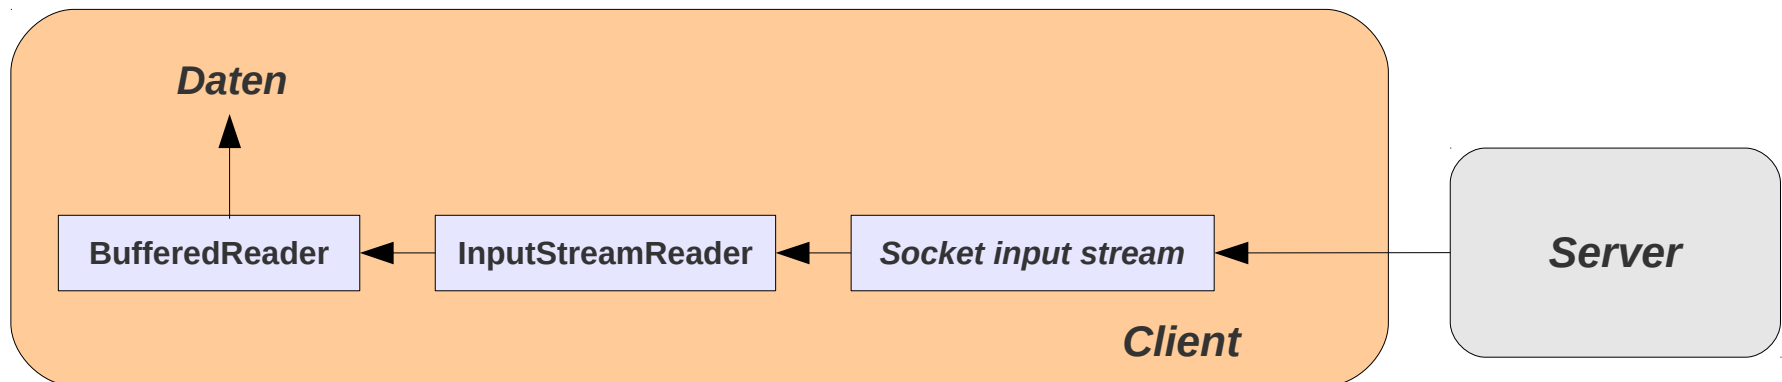 Daten
BufferedReader
InputStreamReader
Socket input stream
Server
Client